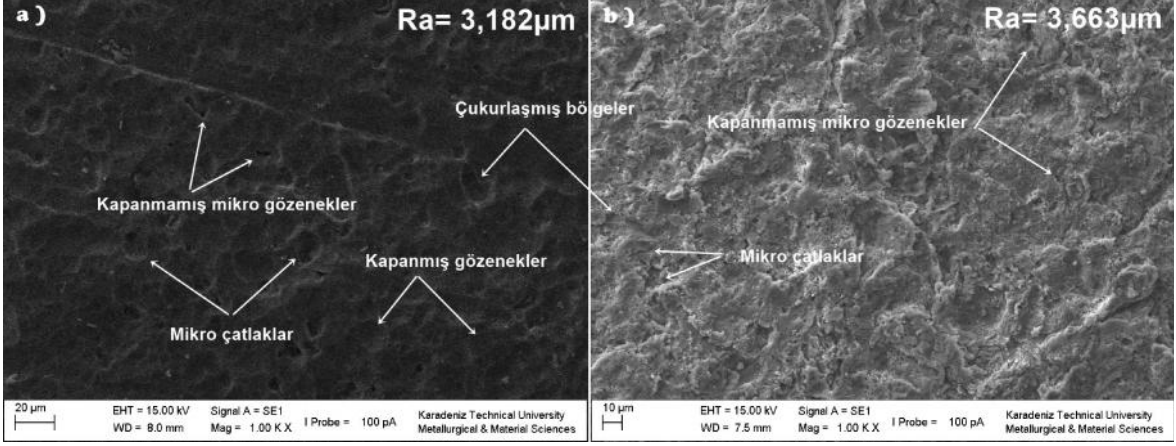 a )
Ra= 3,182µm
Kapanmamış mikro gözenekler
Mikro çatlaklar
Çukurlaşmış bölgeler
Kapanmış gözenekler
20 µm
EHT = 15.00 kV
Signal A = SE1
WD = 8.0 mm
Mag = 1.00 K X
I Probe = 100 pA
Karadeniz Technical University
Metallurgical & Material Sciences
b )
Ra= 3,663µm
Kapanmamış mikro gözenekler
Mikro çatlaklar
10 µm
EHT = 15.00 kV
Signal A = SE1
WD = 7.5 mm
Mag = 1.00 K X
I Probe = 100 pA
Karadeniz Technical University
Metallurgical & Material Sciences